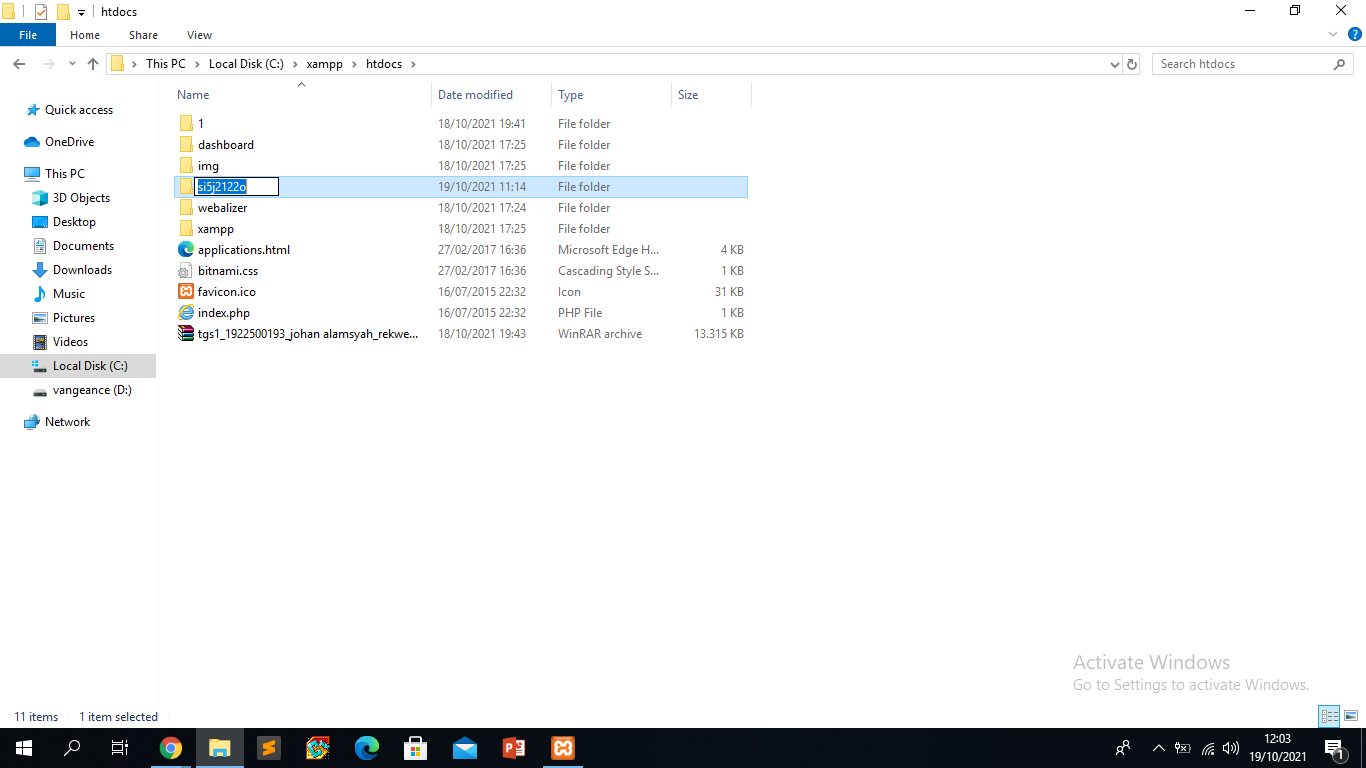 htdocs
File Home Share View
This PC Local Disk (C:) xampp htdocs
Search htdocs
Name Date modified Type Size
Quick access
OneDrive
This PC
3D Objects
Desktop
Documents
Downloads
Music
Pictures
Videos
Local Disk (C:)
vangeance (D:)
Network
1 18/10/2021 19:41 File folder
dashboard 18/10/2021 17:25 File folder
img 18/10/2021 17:25 File folder
si5j2122o 19/10/2021 11:14 File folder
webalizer 18/10/2021 17:24 File folder
xampp 18/10/2021 17:25 File folder
applications.html 27/02/2017 16:36 Microsoft Edge H... 4 KB
bitnami.css 27/02/2017 16:36 Cascading Style S... 1 KB
favicon.ico 16/07/2015 22:32 Icon 31 KB
index.php 16/07/2015 22:32 PHP File 1 KB
tgs1_1922500193_johan alamsyah_rekwe... 18/10/2021 19:43 WinRAR archive 13.315 KB
Activate Windows
Go to Settings to activate Windows.
11 items 1 item selected
12:03
19/10/2021
1